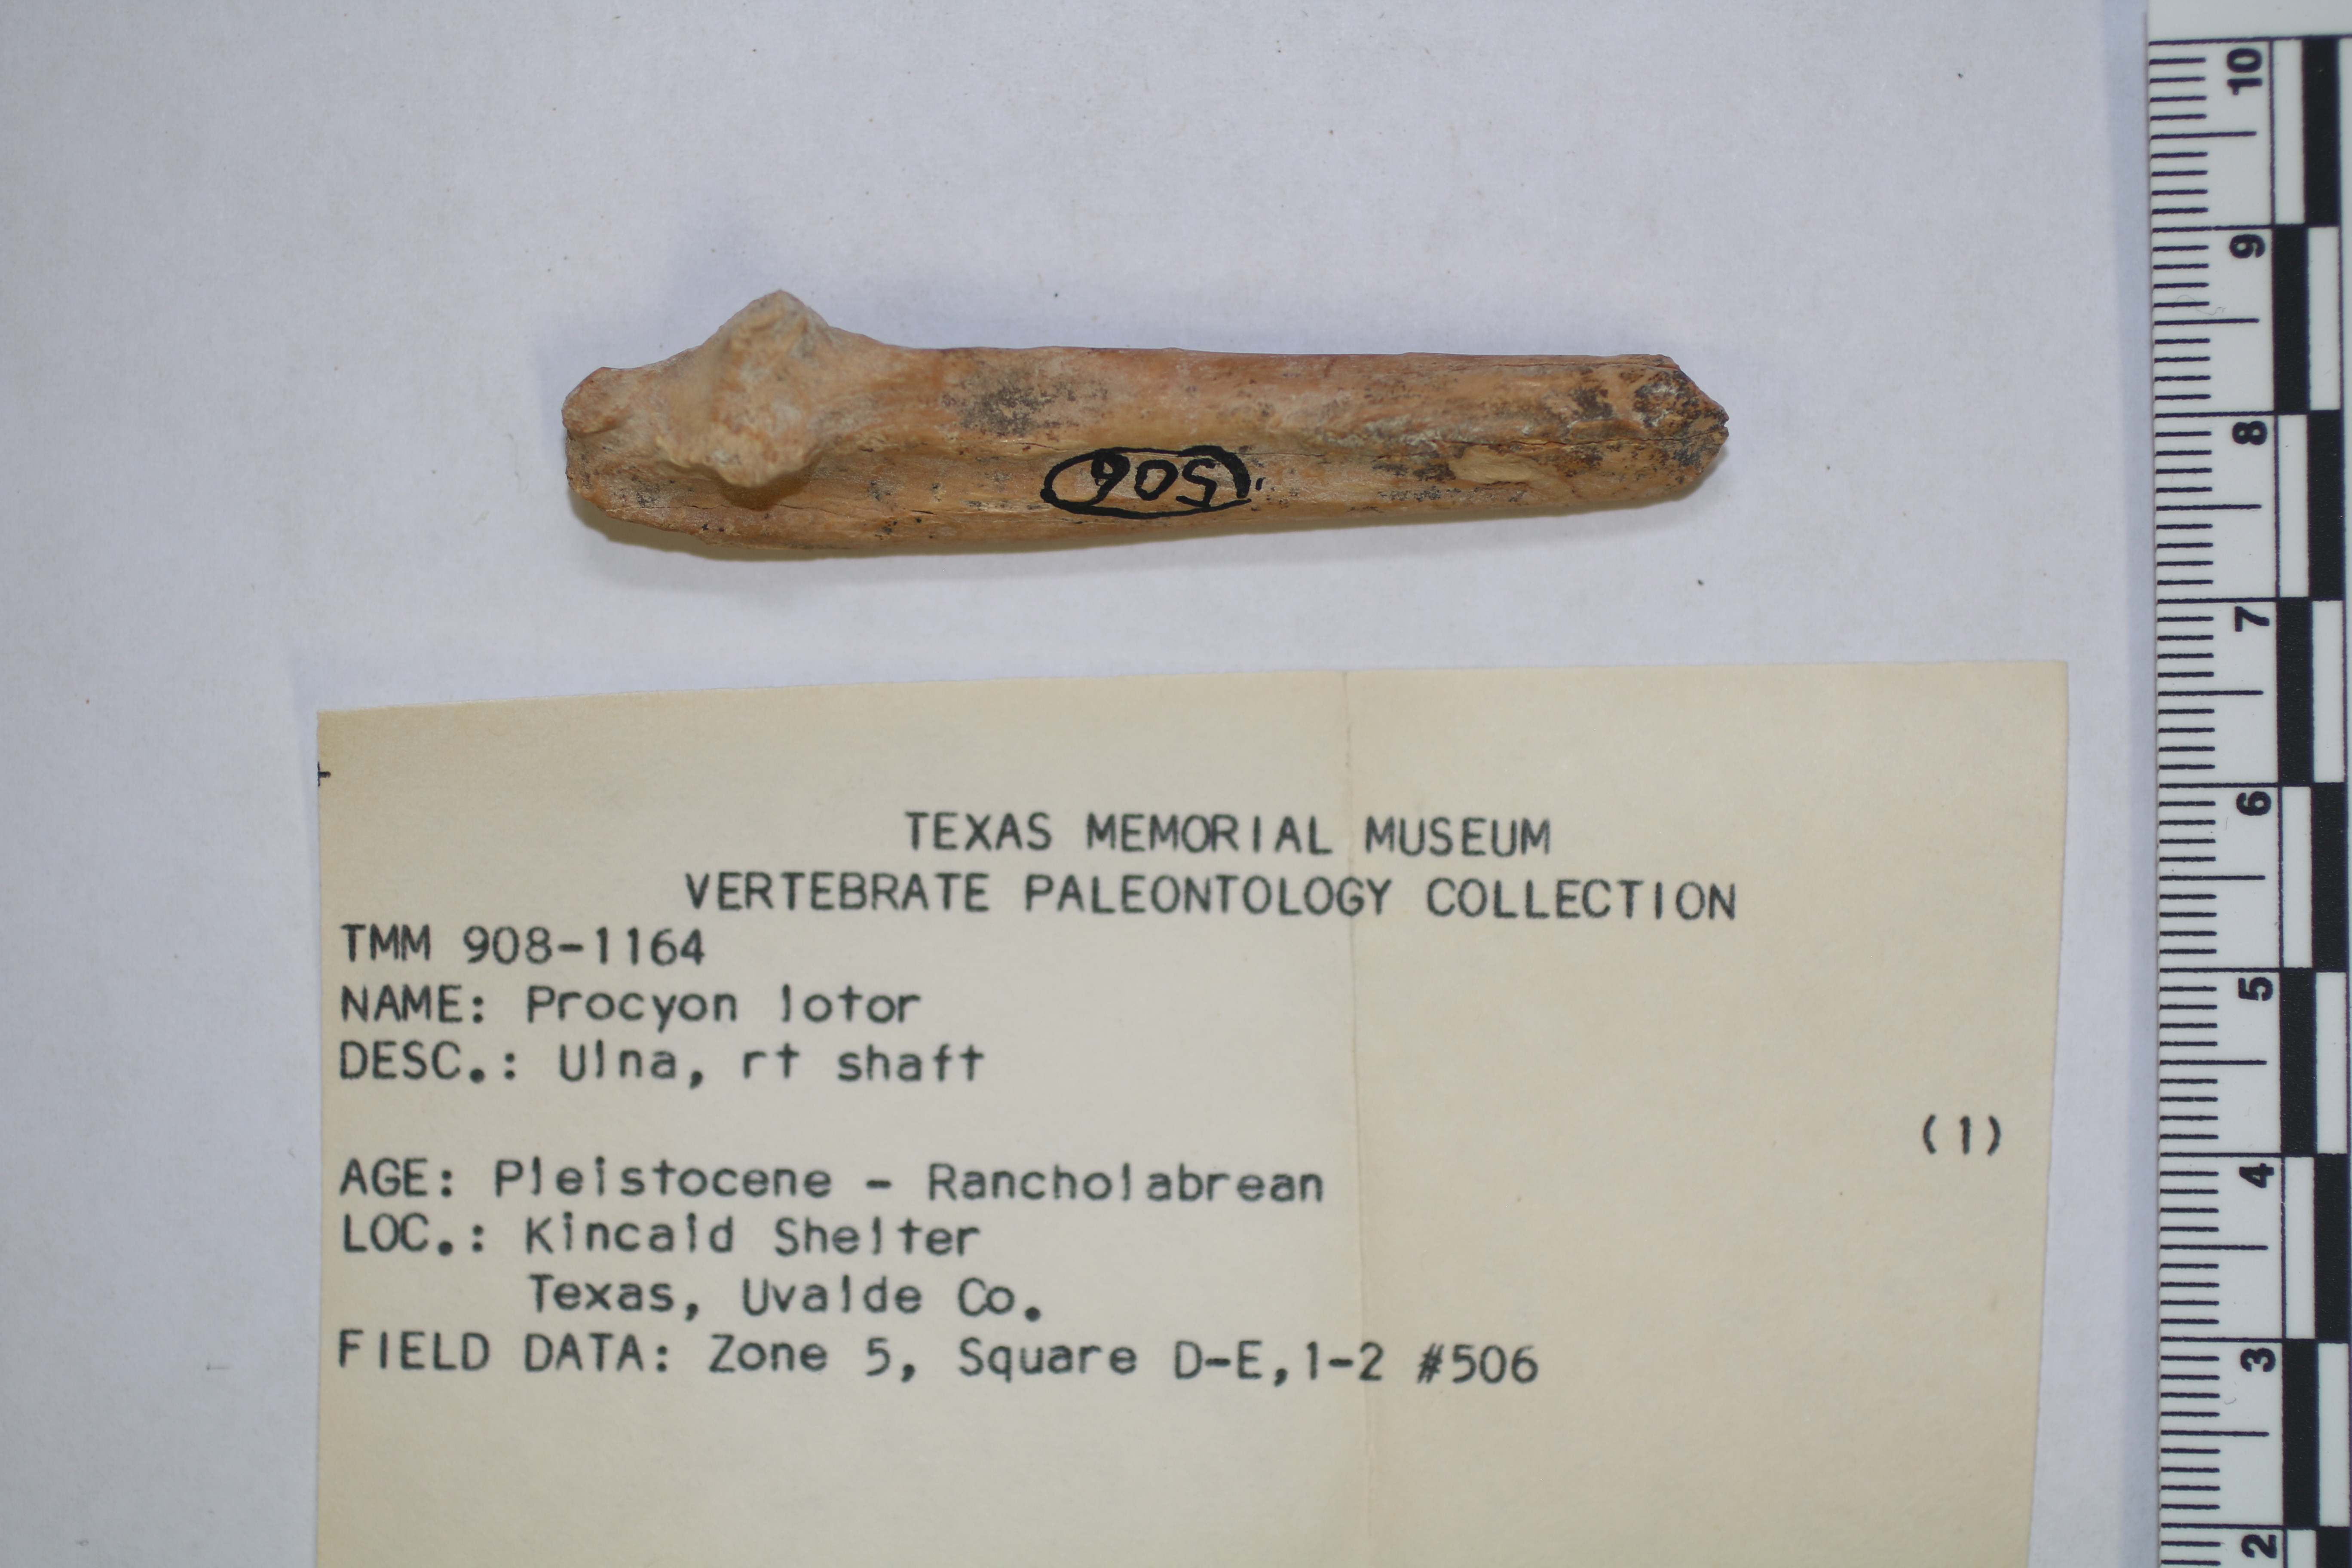 506
TEXAS MEMORIAL MUSEUM
VERTEBRATE PALEONTOLOGY COLLECTION
TMM 908-1164
NAME: Procyon lotor
DESC.: Ulna, rt shaft
(1)
AGE: Pleistocene - Rancholabrean
LOC.: Kincaid Shelter
Texas, Uvalde Co.
FIELD DATA: Zone 5, Square D-E,1-2 #506
10
9
8
7
6
5
4
3
2